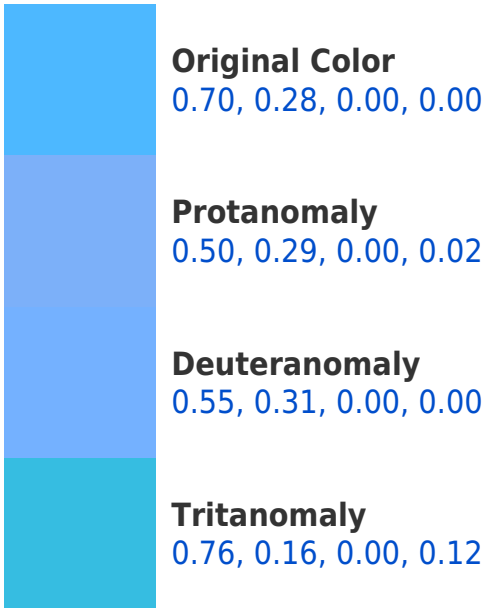 Original Color
0.70, 0.28, 0.00, 0.00
Protanomaly
0.50, 0.29, 0.00, 0.02
Deuteranomaly
0.55, 0.31, 0.00, 0.00
Tritanomaly
0.76, 0.16, 0.00, 0.12